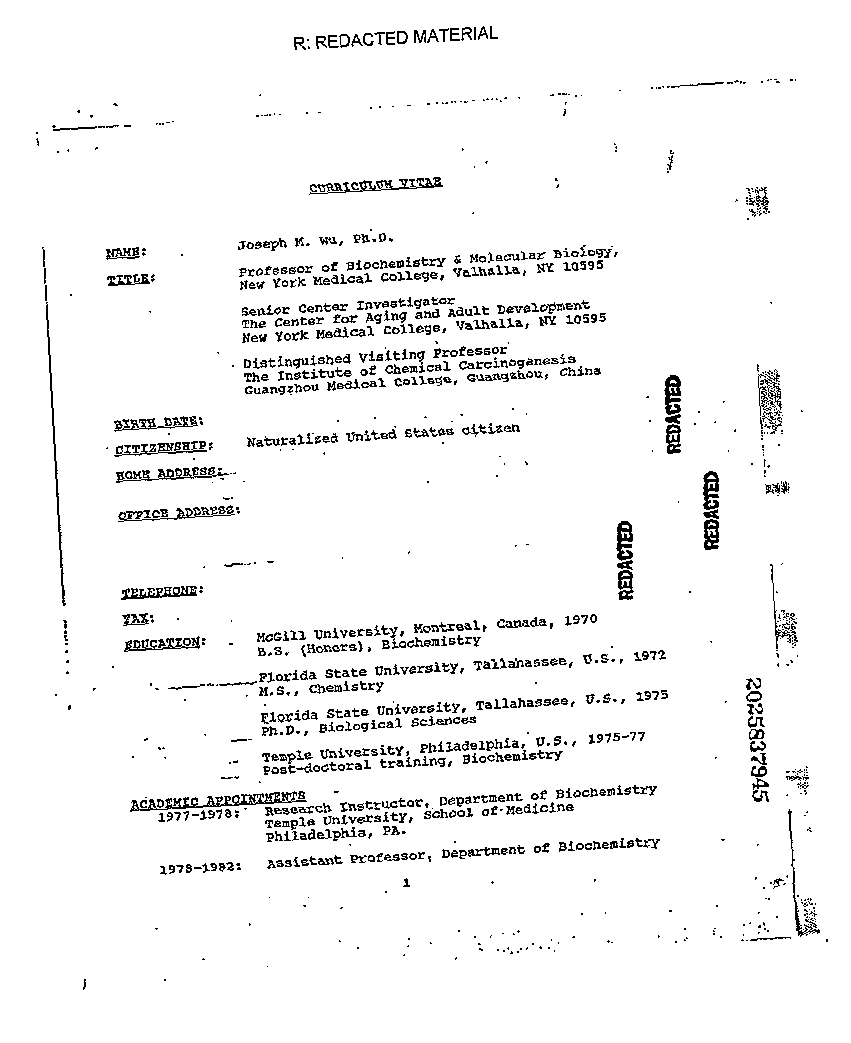 R: REDACTED MATERIAL
CURRICULUM VITAE
NAME: Joseph M. Wu, Ph.D.
TITLE: Professor of Biochemistry & Molecular Biology,
New York Medical College, Valhalla, NY 10595
Senior Center Investigator
The Center for Aging and Adult Development
New York Medical College, Valhalla, NY 10595
Distinguished Visiting Professor
The Institute of Chemical Carcinogenesis
Guangzhou Medical College, Guangzhou, China
BIRTH DATE:
CITIZENSHIP: Naturalized United States citizen
HOME ADDRESS:
OFFICE ADDRESS:
REDACTED
REDACTED
REDACTED
TELEPHONE:
FAX:
EDUCATION: McGill University, Montreal, Canada, 1970
B.S. (Honors), Biochemistry
Florida State University, Tallahassee, U.S., 1972
M.S., Chemistry
Florida State University, Tallahassee, U.S., 1975
Ph.D., Biological Sciences
Temple University, Philadelphia, U.S., 1975-77
Post-doctoral training, Biochemistry
ACADEMIC APPOINTMENTS
1977-1978: Research Instructor, Department of Biochemistry
Temple University, School of Medicine
Philadelphia, PA.
1978-1982: Assistant Professor, Department of Biochemistry
1
2025837945